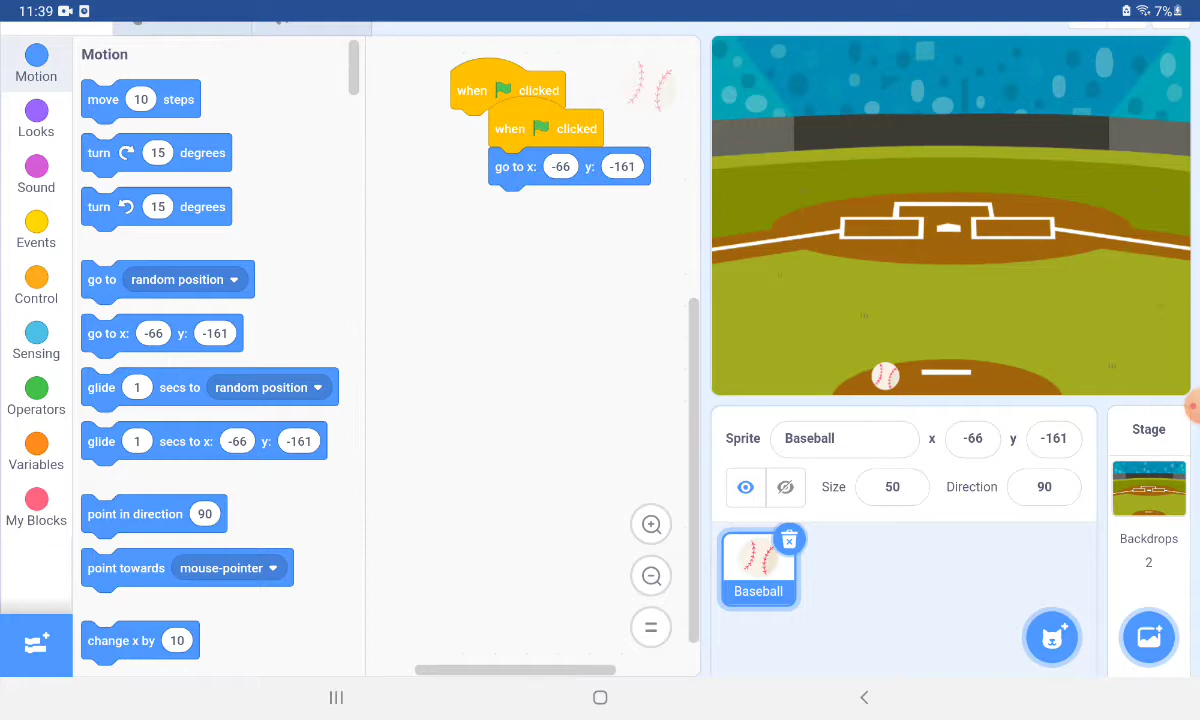 11:39
7%
Motion
Looks
Sound
Events
Control
Sensing
Operators
Variables
My Blocks
Motion
move 10 steps
turn 15 degrees
turn 15 degrees
go to random position
go to x: -66 y: -161
glide 1 secs to random position
glide 1 secs to x: -66 y: -161
point in direction 90
point towards mouse-pointer
change x by 10
when clicked
when clicked
go to x: -66 y: -161
Sprite Baseball x -66 y -161
Size 50 Direction 90
Baseball
Stage
Backdrops
2